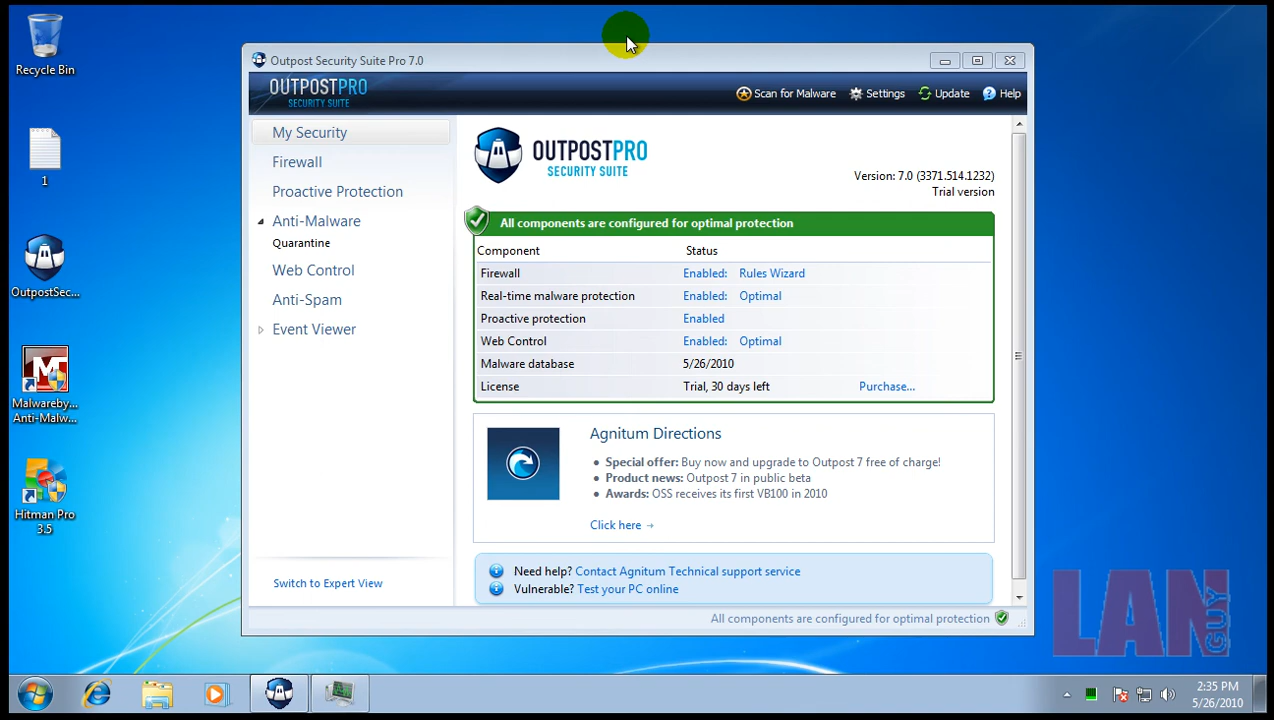 Recycle Bin
1
OutpostSec...
Malwareby...
Anti-Malw...
Hitman Pro
3.5
Outpost Security Suite Pro 7.0
OUTPOSTPRO
SECURITY SUITE
Scan for Malware
Settings
Update
Help
My Security
Firewall
Proactive Protection
Anti-Malware
Quarantine
Web Control
Anti-Spam
Event Viewer
Switch to Expert View
OUTPOSTPRO
SECURITY SUITE
Version: 7.0 (3371.514.1232)
Trial version
All components are configured for optimal protection
Component Status
Firewall Enabled: Rules Wizard
Real-time malware protection Enabled: Optimal
Proactive protection Enabled
Web Control Enabled: Optimal
Malware database 5/26/2010
License Trial, 30 days left Purchase...
Agnitum Directions
• Special offer: Buy now and upgrade to Outpost 7 free of charge!
• Product news: Outpost 7 in public beta
• Awards: OSS receives its first VB100 in 2010
Click here →
Need help? Contact Agnitum Technical support service
Vulnerable? Test your PC online
All components are configured for optimal protection
LAN GUY
2:35 PM
5/26/2010